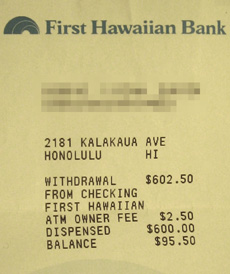 First Hawaiian Bank
2181 KALAKAUA AVE
HONOLULU HI
WITHDRAWAL $602.50
FROM CHECKING
FIRST HAWAIIAN
ATM OWNER FEE $2.50
DISPENSED $600.00
BALANCE $95.50